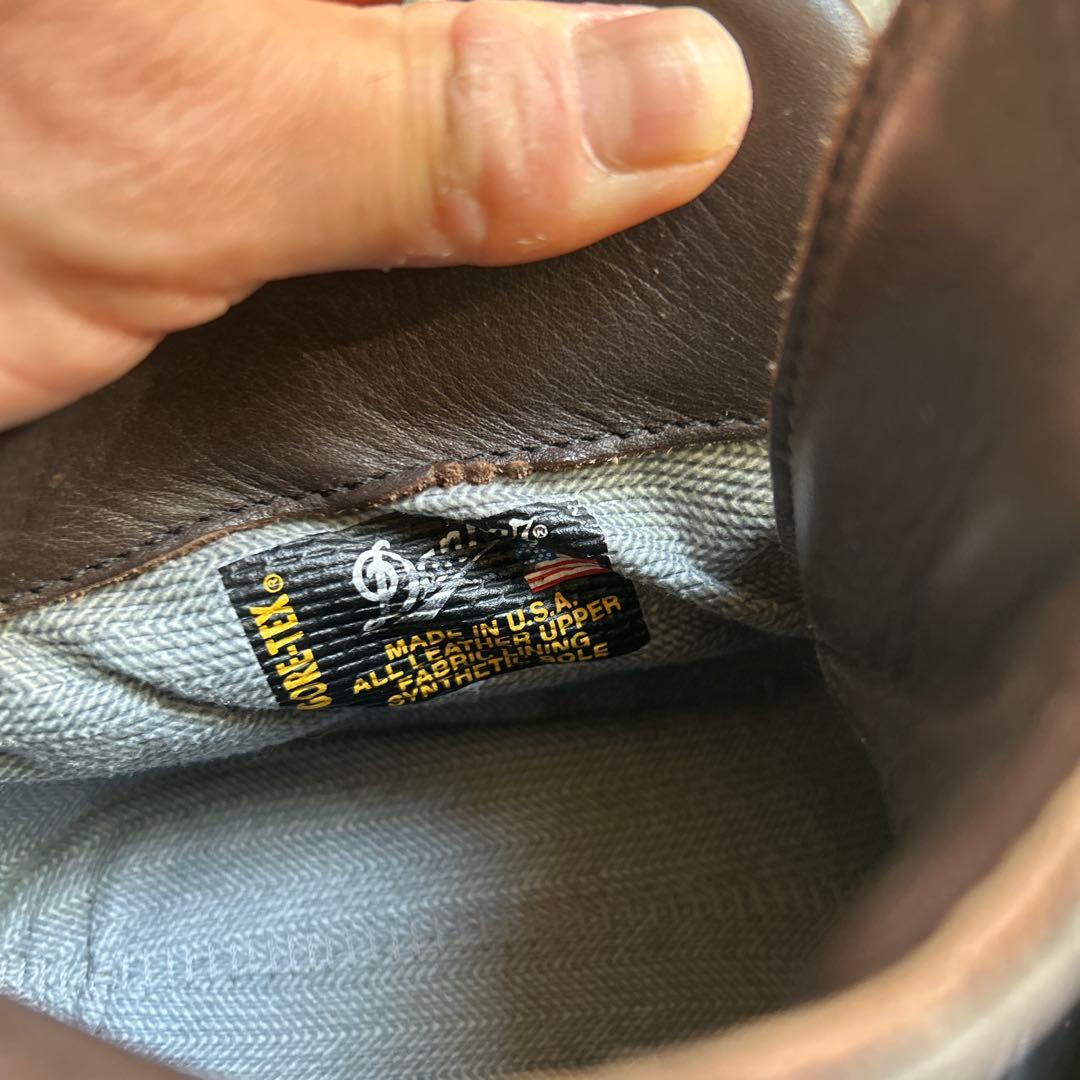 GORE-TEX®
®
MADE IN U.S.A.
ALL LEATHER UPPER
FABRIC LINING
SYNTHETIC SOLE